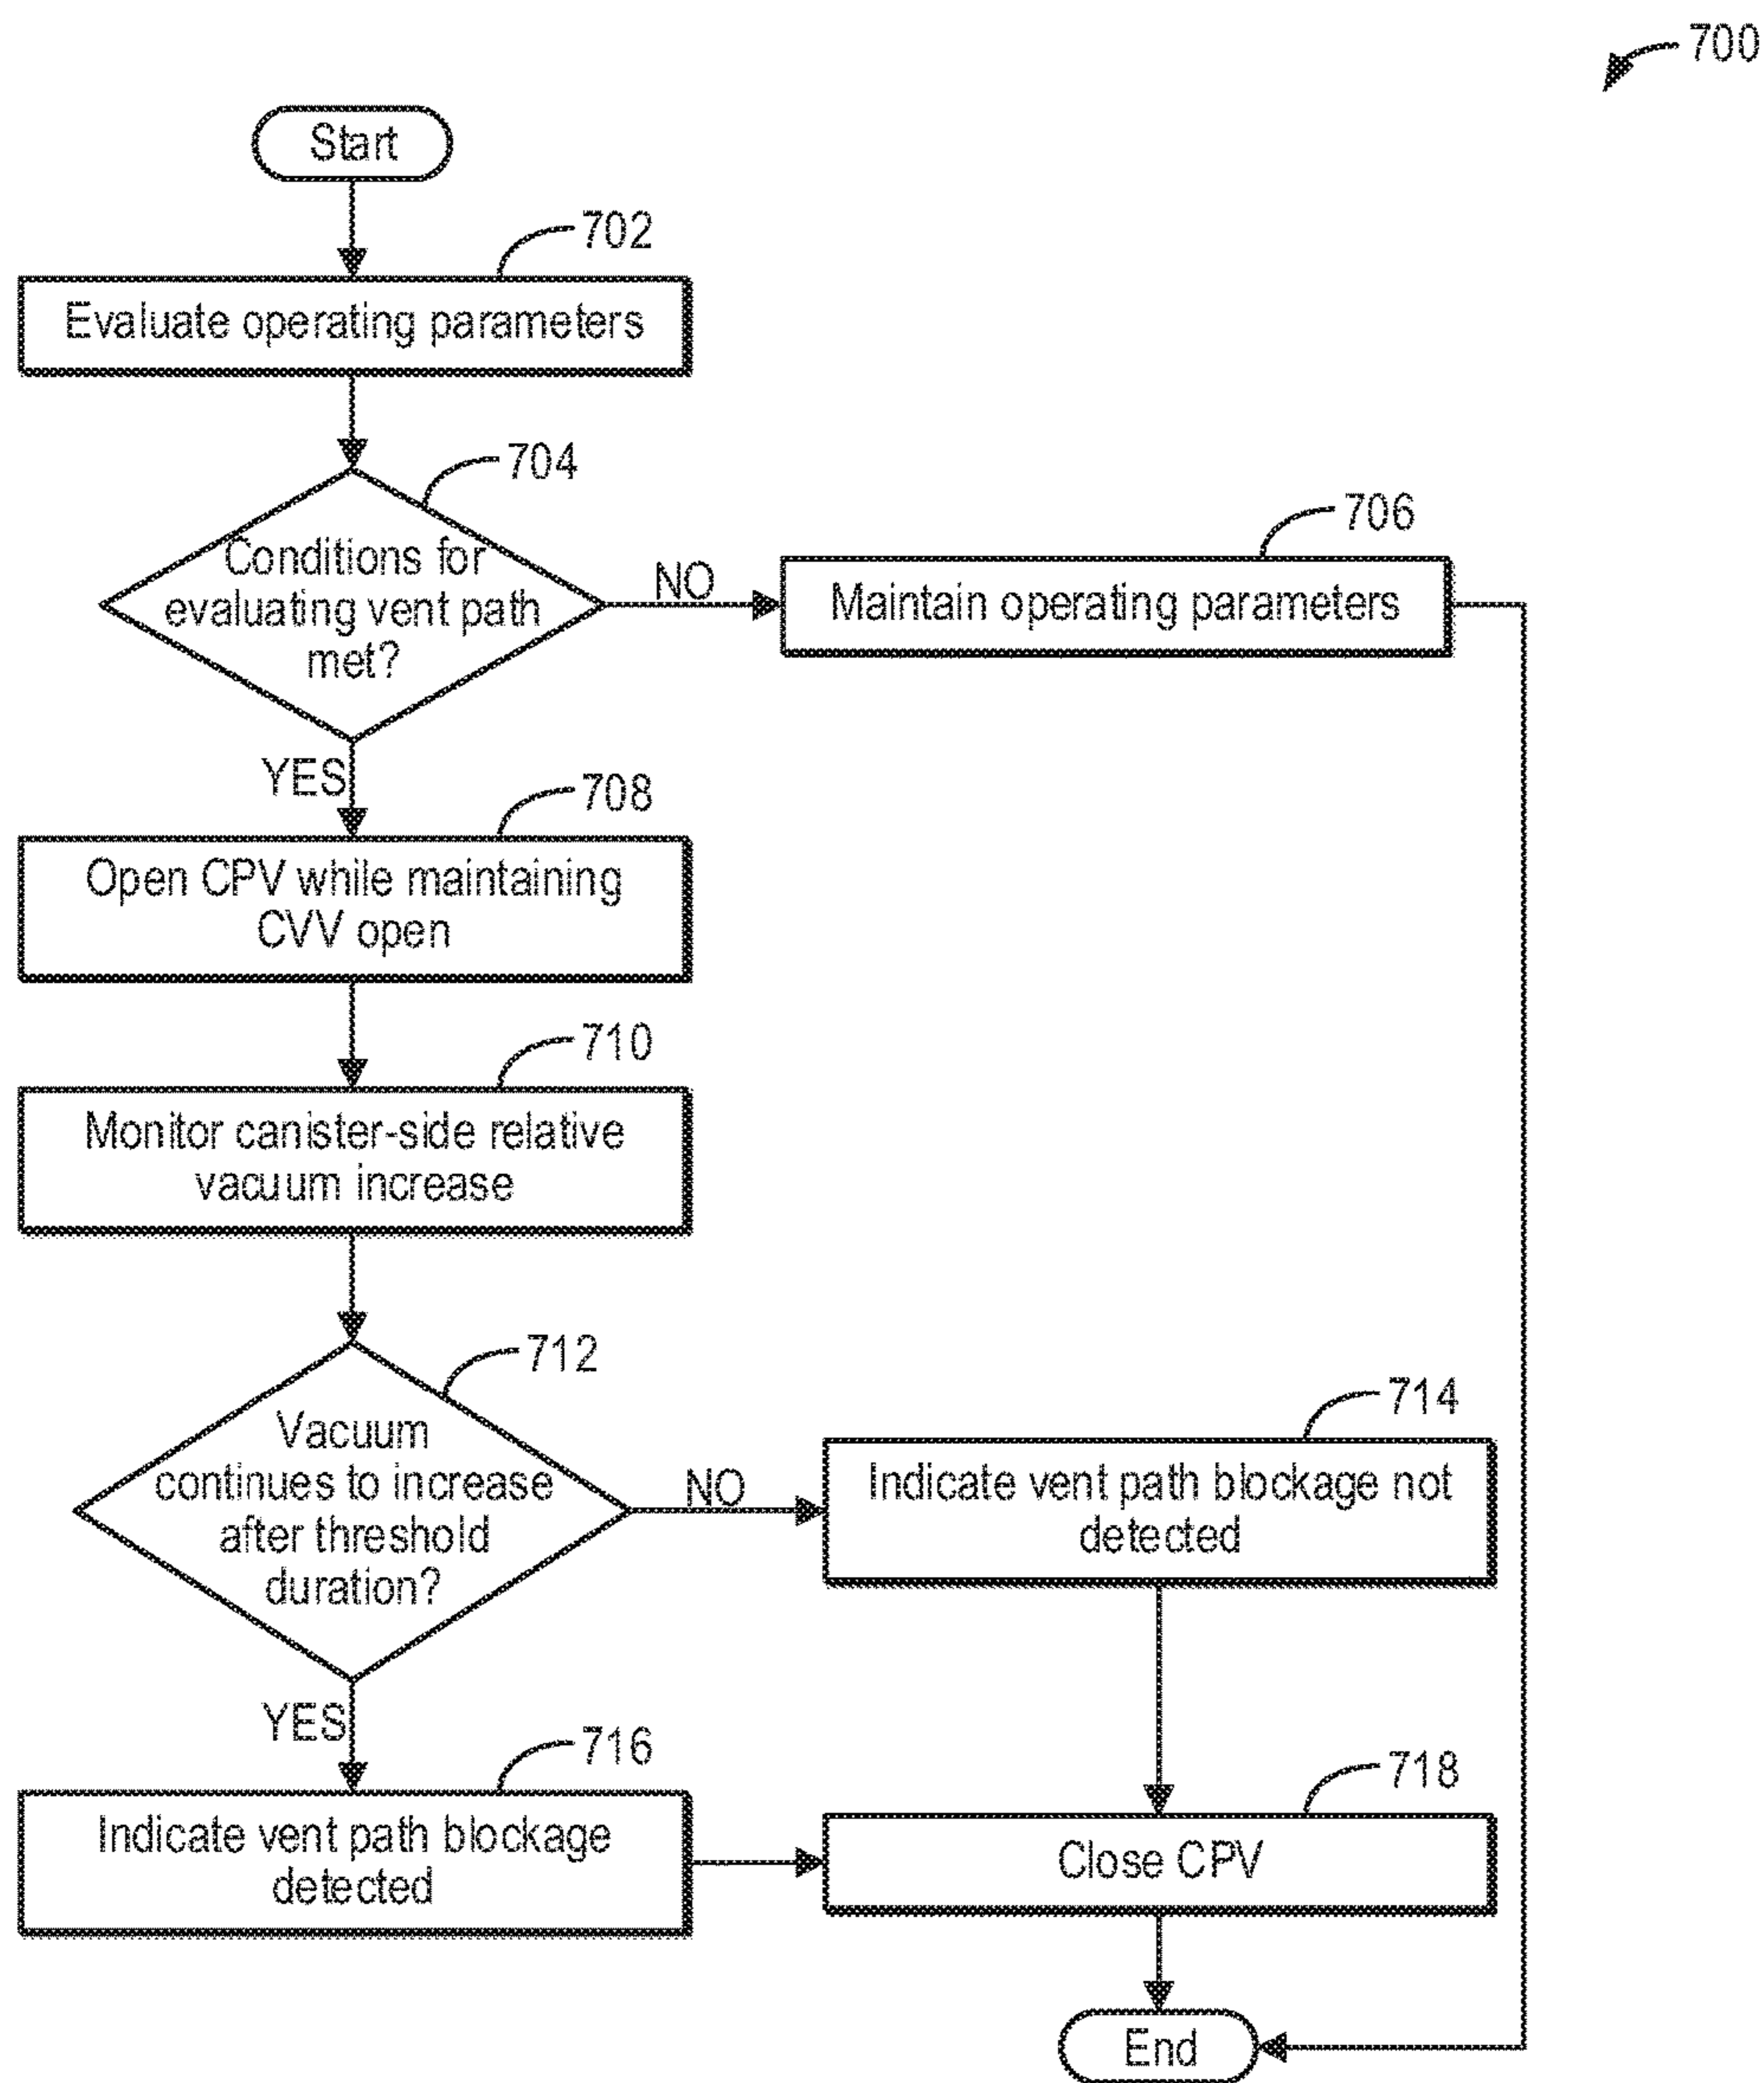 700
Start
702
Evaluate operating parameters
704
Conditions for
evaluating vent path
met?
NO
706
Maintain operating parameters
YES
708
Open CPV while maintaining
CVV open
710
Monitor canister-side relative
vacuum increase
712
Vacuum
continues to increase
after threshold
duration?
NO
714
Indicate vent path blockage not
detected
YES
716
Indicate vent path blockage
detected
718
Close CPV
End